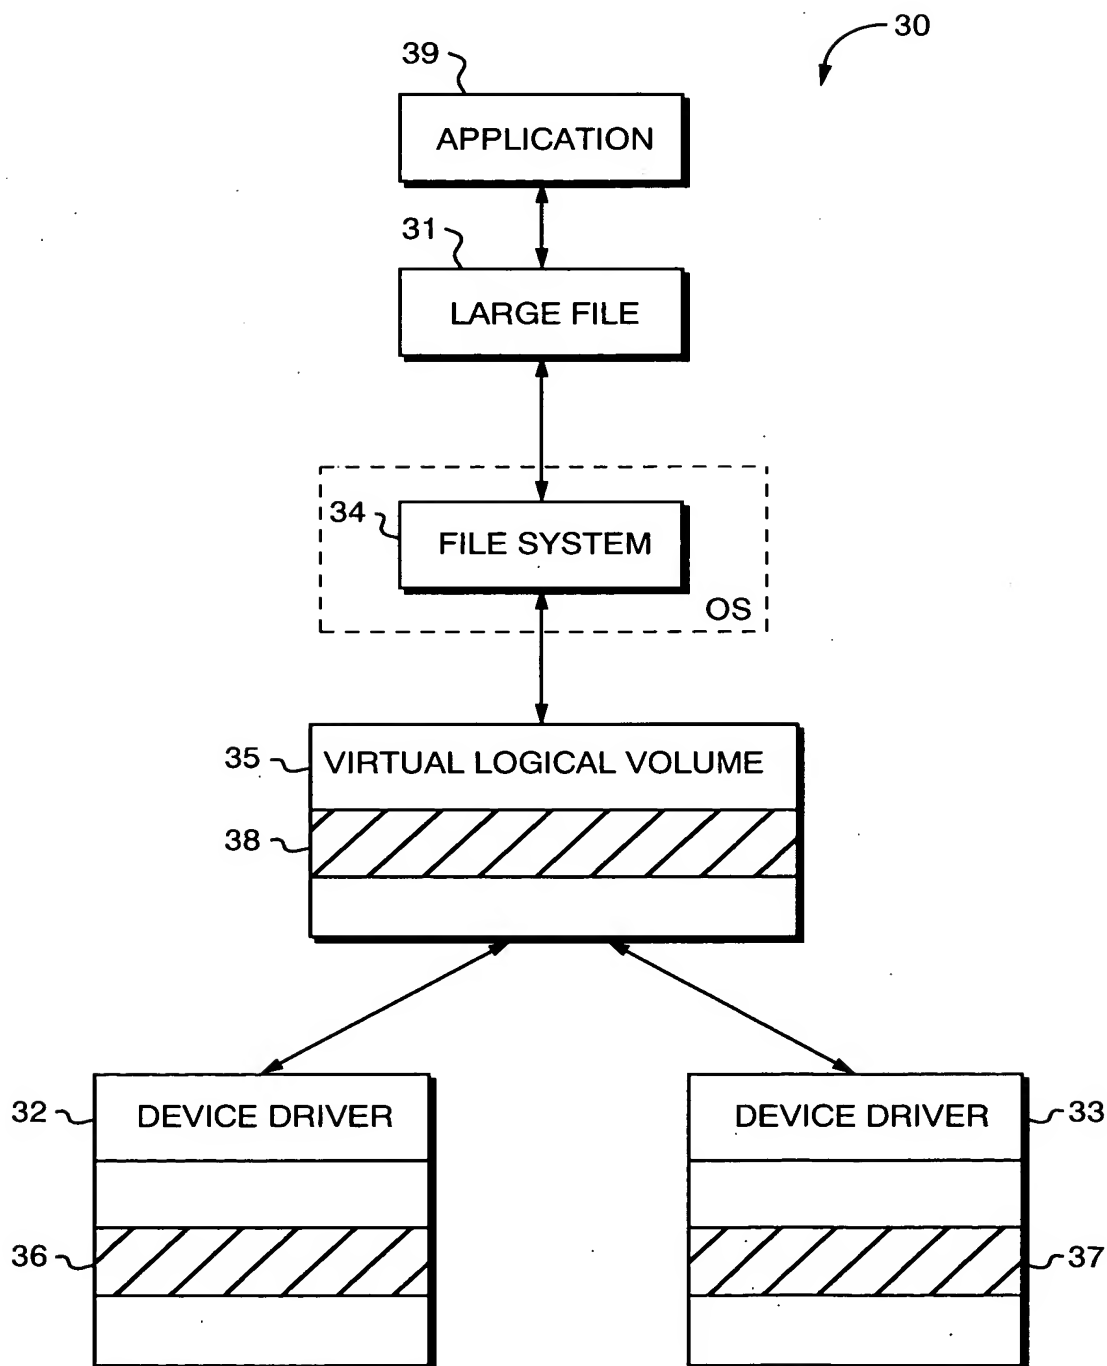 30
39
APPLICATION
31
LARGE FILE
34
FILE SYSTEM
OS
35
VIRTUAL LOGICAL VOLUME
38
32
DEVICE DRIVER
DEVICE DRIVER
33
36
37